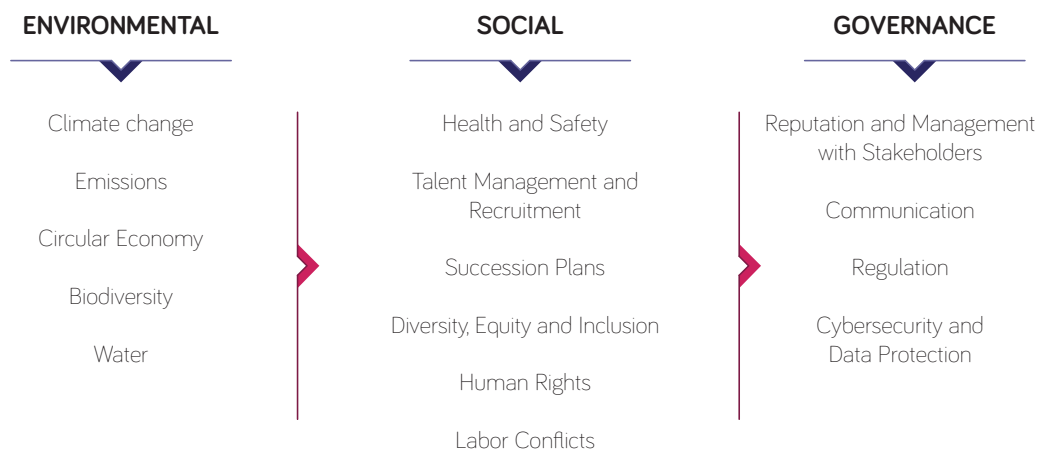 ENVIRONMENTAL
Climate change
Emissions
Circular Economy
Biodiversity
Water
SOCIAL
Health and Safety
Talent Management and
Recruitment
Succession Plans
Diversity, Equity and Inclusion
Human Rights
Labor Conflicts
GOVERNANCE
Reputation and Management
with Stakeholders
Communication
Regulation
Cybersecurity and
Data Protection